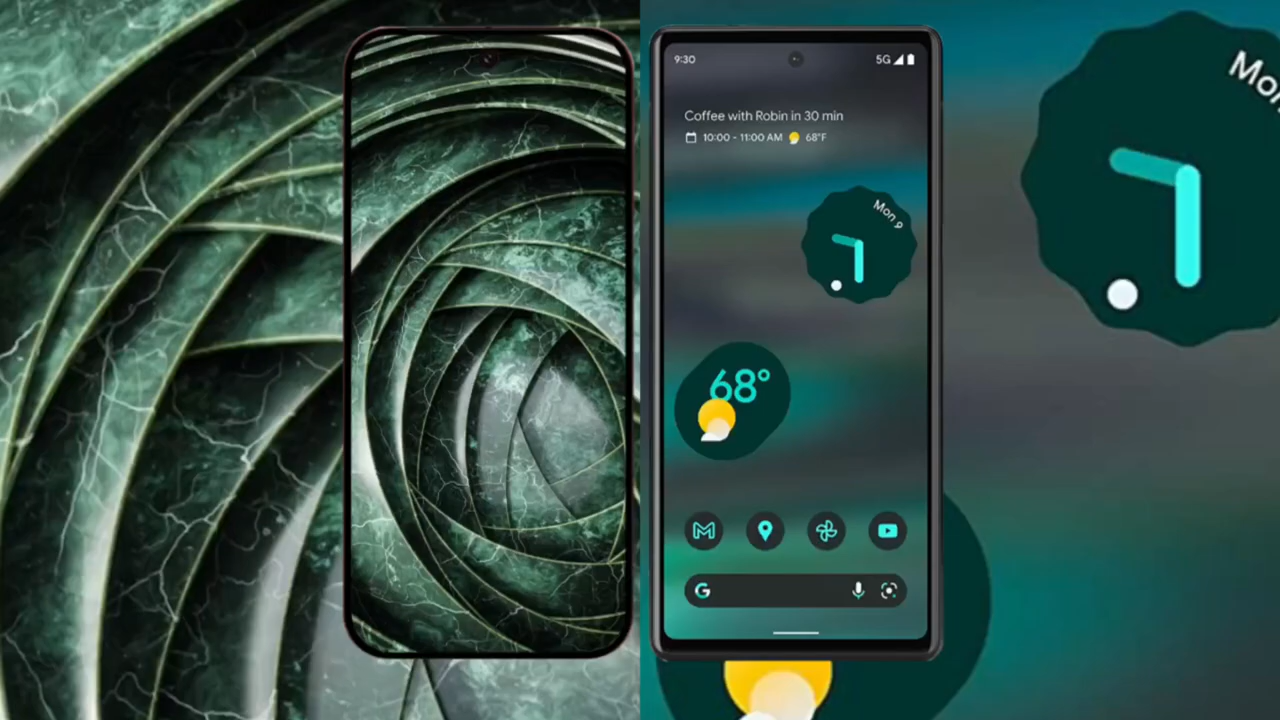 9:30
5G
Coffee with Robin in 30 min
10:00 - 11:00 AM
68°F
Mon 9
68°
G
Mon